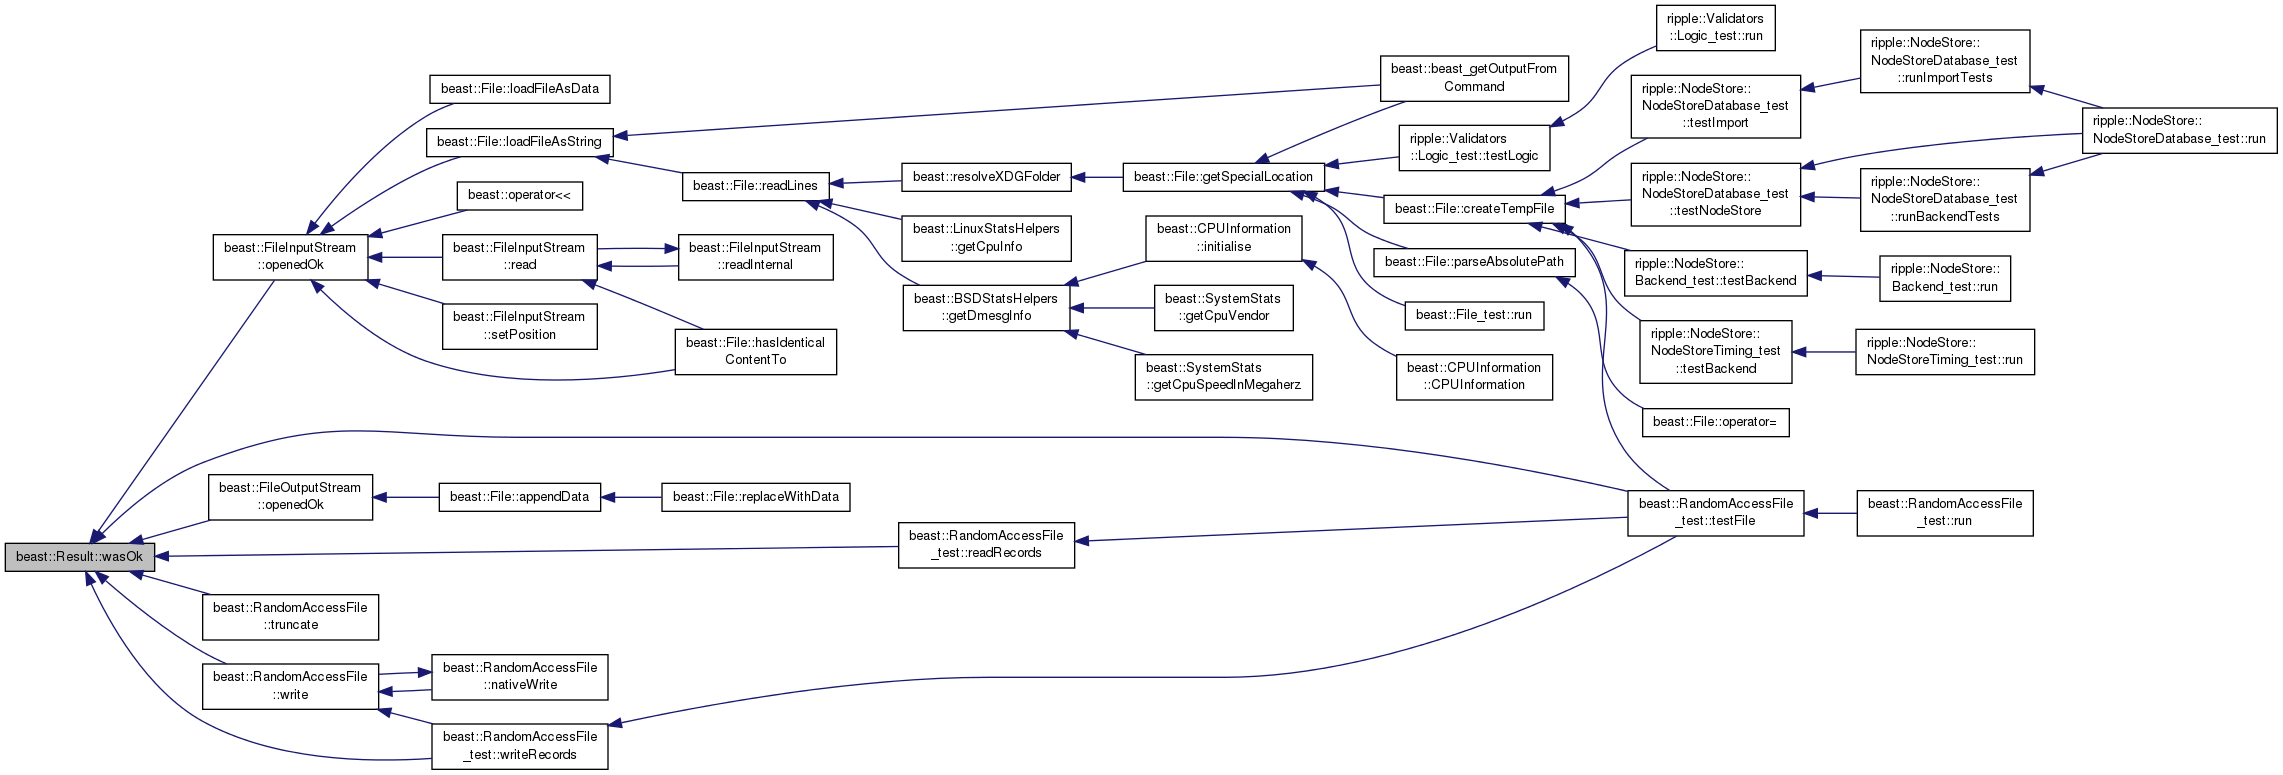 beast::Result::wasOk
beast::FileInputStream
::openedOk
beast::File::loadFileAsData
beast::File::loadFileAsString
beast::operator<<
beast::FileInputStream
::read
beast::FileInputStream
::setPosition
beast::File::readLines
beast::FileInputStream
::readInternal
beast::File::hasIdentical
ContentTo
beast::resolveXDGFolder
beast::LinuxStatsHelpers
::getCpuInfo
beast::BSDStatsHelpers
::getDmesgInfo
beast::File::getSpecialLocation
beast::CPUInformation
::initialise
beast::SystemStats
::getCpuVendor
beast::SystemStats
::getCpuSpeedInMegaherz
beast::beast_getOutputFrom
Command
ripple::Validators
::Logic_test::testLogic
beast::File::createTempFile
beast::File::parseAbsolutePath
beast::File_test::run
beast::CPUInformation
::CPUInformation
ripple::Validators
::Logic_test::run
ripple::NodeStore::
NodeStoreDatabase_test
::testImport
ripple::NodeStore::
NodeStoreDatabase_test
::testNodeStore
ripple::NodeStore::
Backend_test::testBackend
ripple::NodeStore::
NodeStoreTiming_test
::testBackend
beast::File::operator=
ripple::NodeStore::
NodeStoreDatabase_test
::runImportTests
ripple::NodeStore::
NodeStoreDatabase_test
::runBackendTests
ripple::NodeStore::
Backend_test::run
ripple::NodeStore::
NodeStoreTiming_test::run
ripple::NodeStore::
NodeStoreDatabase_test::run
beast::FileOutputStream
::openedOk
beast::File::appendData
beast::File::replaceWithData
beast::RandomAccessFile
_test::readRecords
beast::RandomAccessFile
_test::testFile
beast::RandomAccessFile
_test::run
beast::RandomAccessFile
::truncate
beast::RandomAccessFile
::write
beast::RandomAccessFile
::nativeWrite
beast::RandomAccessFile
_test::writeRecords